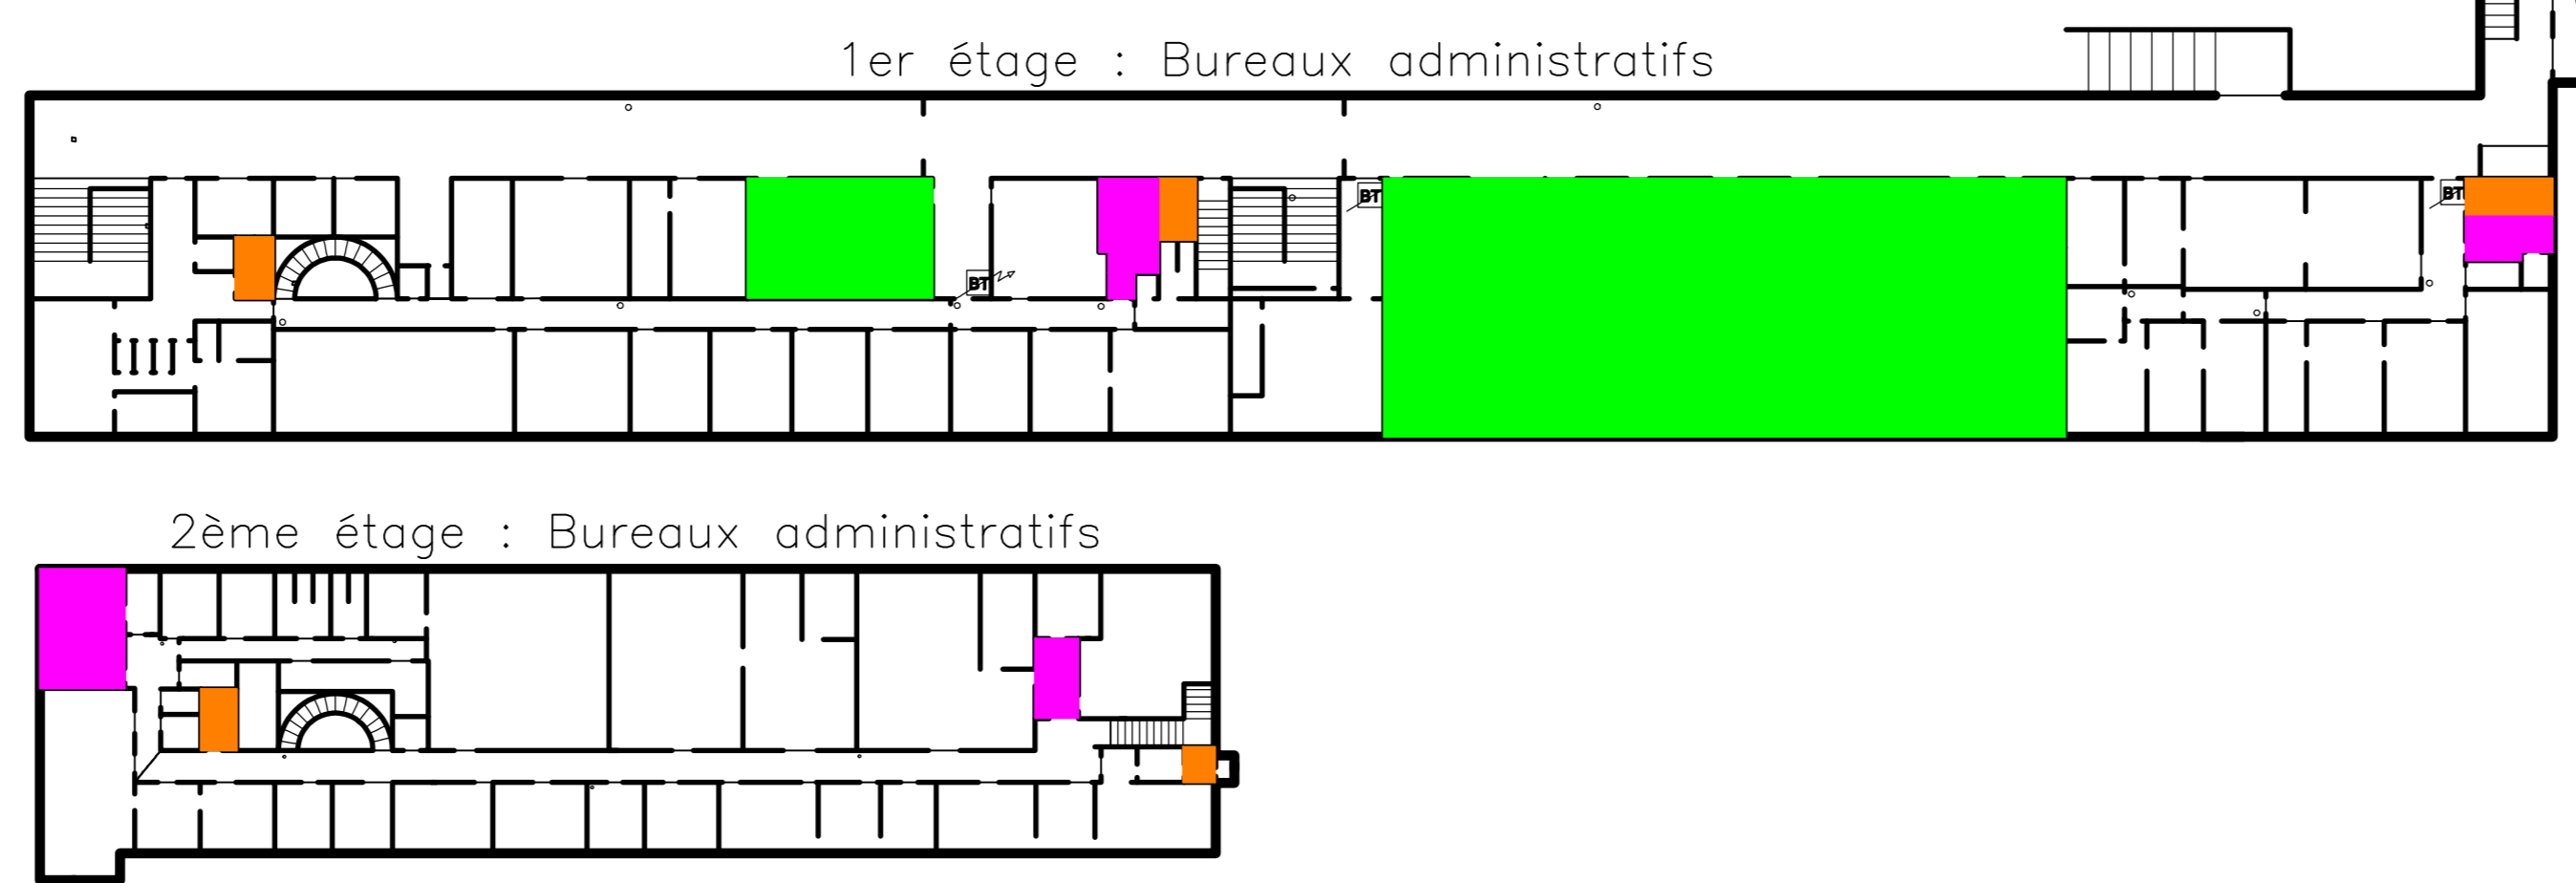 1er étage : Bureaux administratifs
BT
BT
BT
2ème étage : Bureaux administratifs